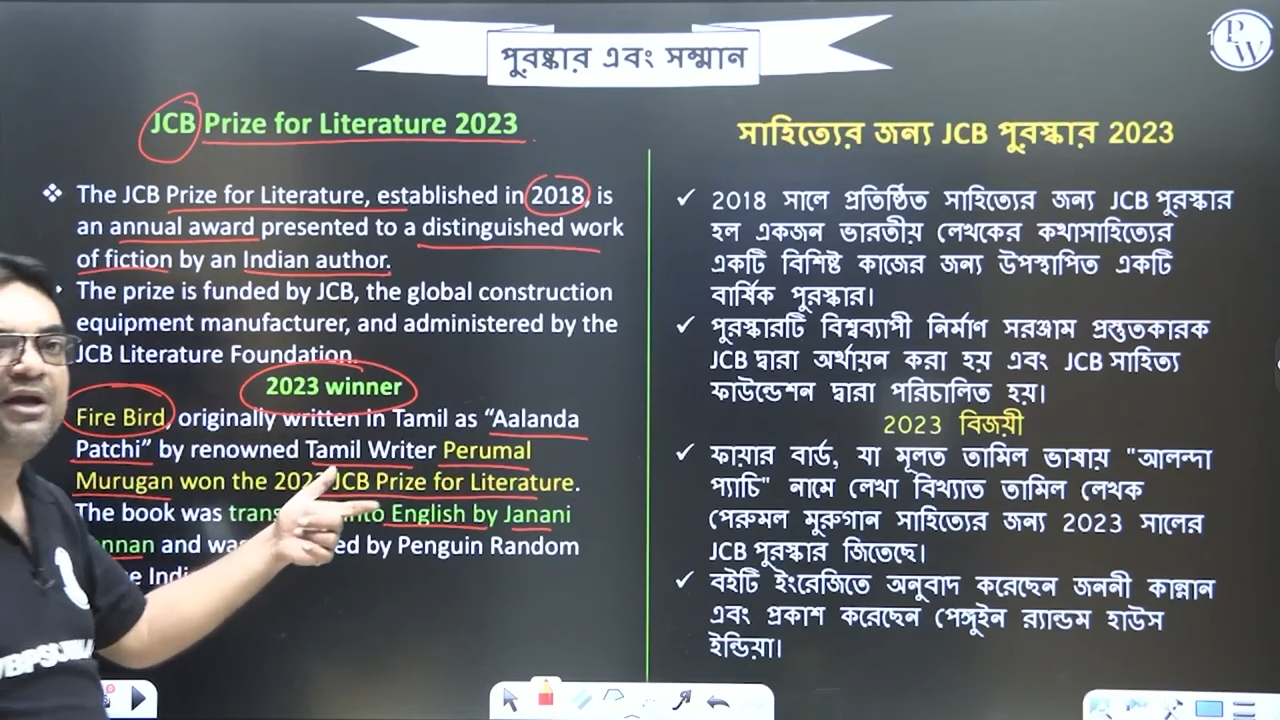 পুরষ্কার এবং সম্মান
PW
JCB Prize for Literature 2023
❖ The JCB Prize for Literature, established in 2018, is
an annual award presented to a distinguished work
of fiction by an Indian author.
The prize is funded by JCB, the global construction
equipment manufacturer, and administered by the
JCB Literature Foundation.
2023 winner
Fire Bird, originally written in Tamil as “Aalanda
Patchi” by renowned Tamil Writer Perumal
Murugan won the JCB Prize for Literature.
The book was English by Janani
and by Penguin Random
সাহিত্যের জন্য JCB পুরস্কার 2023
✓ 2018 সালে প্রতিষ্ঠিত সাহিত্যের জন্য JCB পুরস্কার
হল একজন ভারতীয় লেখকের কথাসাহিত্যের
একটি বিশিষ্ট কাজের জন্য উপস্থাপিত একটি
বার্ষিক পুরস্কার।
✓ পুরস্কারটি বিশ্বব্যাপী নির্মাণ সরঞ্জাম প্রস্তুতকারক
JCB দ্বারা অর্থায়ন করা হয় এবং JCB সাহিত্য
ফাউন্ডেশন দ্বারা পরিচালিত হয়।
2023 বিজয়ী
✓ ফায়ার বার্ড, যা মূলত তামিল ভাষায় "আলন্দা
প্যাচি" নামে লেখা বিখ্যাত তামিল লেখক
পেরুমল মুরুগান সাহিত্যের জন্য 2023 সালের
JCB পুরস্কার জিতেছে।
✓ বইটি ইংরেজিতে অনুবাদ করেছেন জননী কান্নান
এবং প্রকাশ করেছেন পেঙ্গুইন র‍্যান্ডম হাউস
ইন্ডিয়া।